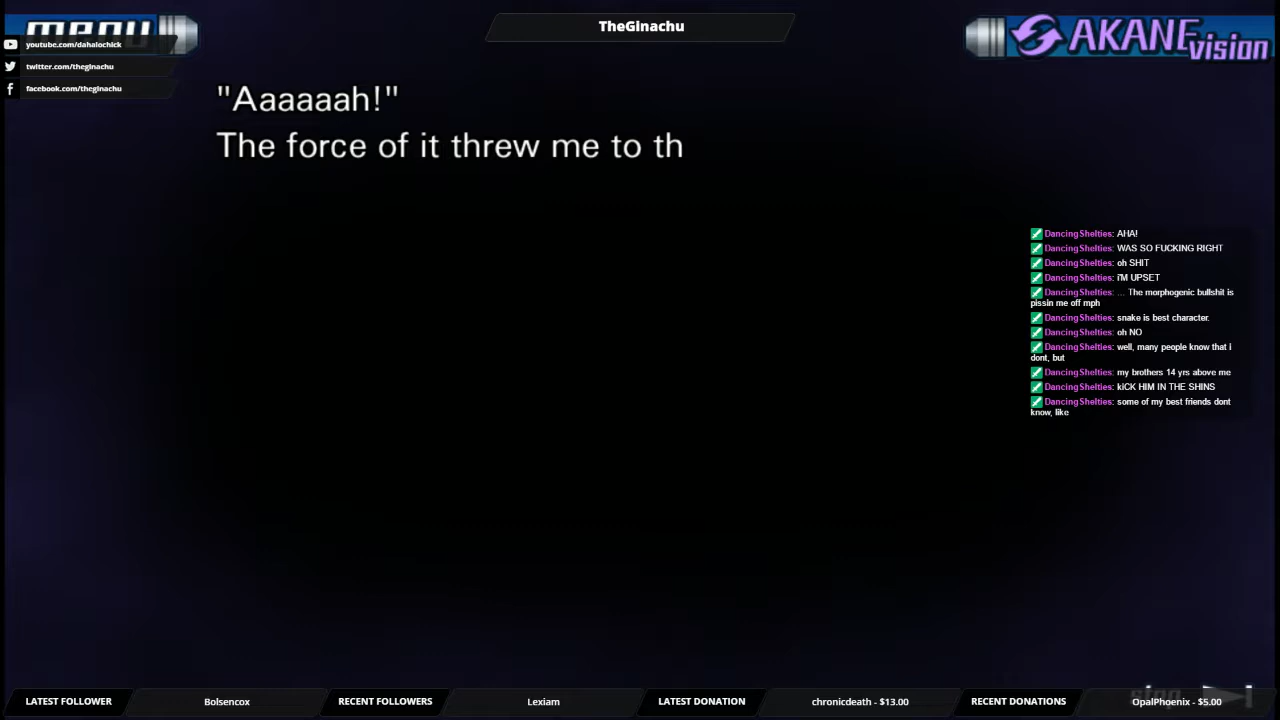 menu
TheGinachu
AKANE vision
youtube.com/dahalochick
twitter.com/theginachu
facebook.com/theginachu
"Aaaaaah!"
The force of it threw me to th
DancingShelties: AHA!
DancingShelties: WAS SO FUCKING RIGHT
DancingShelties: oh SHIT
DancingShelties: i'M UPSET
DancingShelties: ... The morphogenic bullshit is
pissin me off mph
DancingShelties: snake is best character.
DancingShelties: oh NO
DancingShelties: well, many people know that i
dont, but
DancingShelties: my brothers 14 yrs above me
DancingShelties: kiCK HIM IN THE SHINS
DancingShelties: some of my best friends dont
know, like
stop
LATEST FOLLOWER Bolsencox RECENT FOLLOWERS Lexiam LATEST DONATION chronicdeath - $13.00 RECENT DONATIONS OpalPhoenix - $5.00